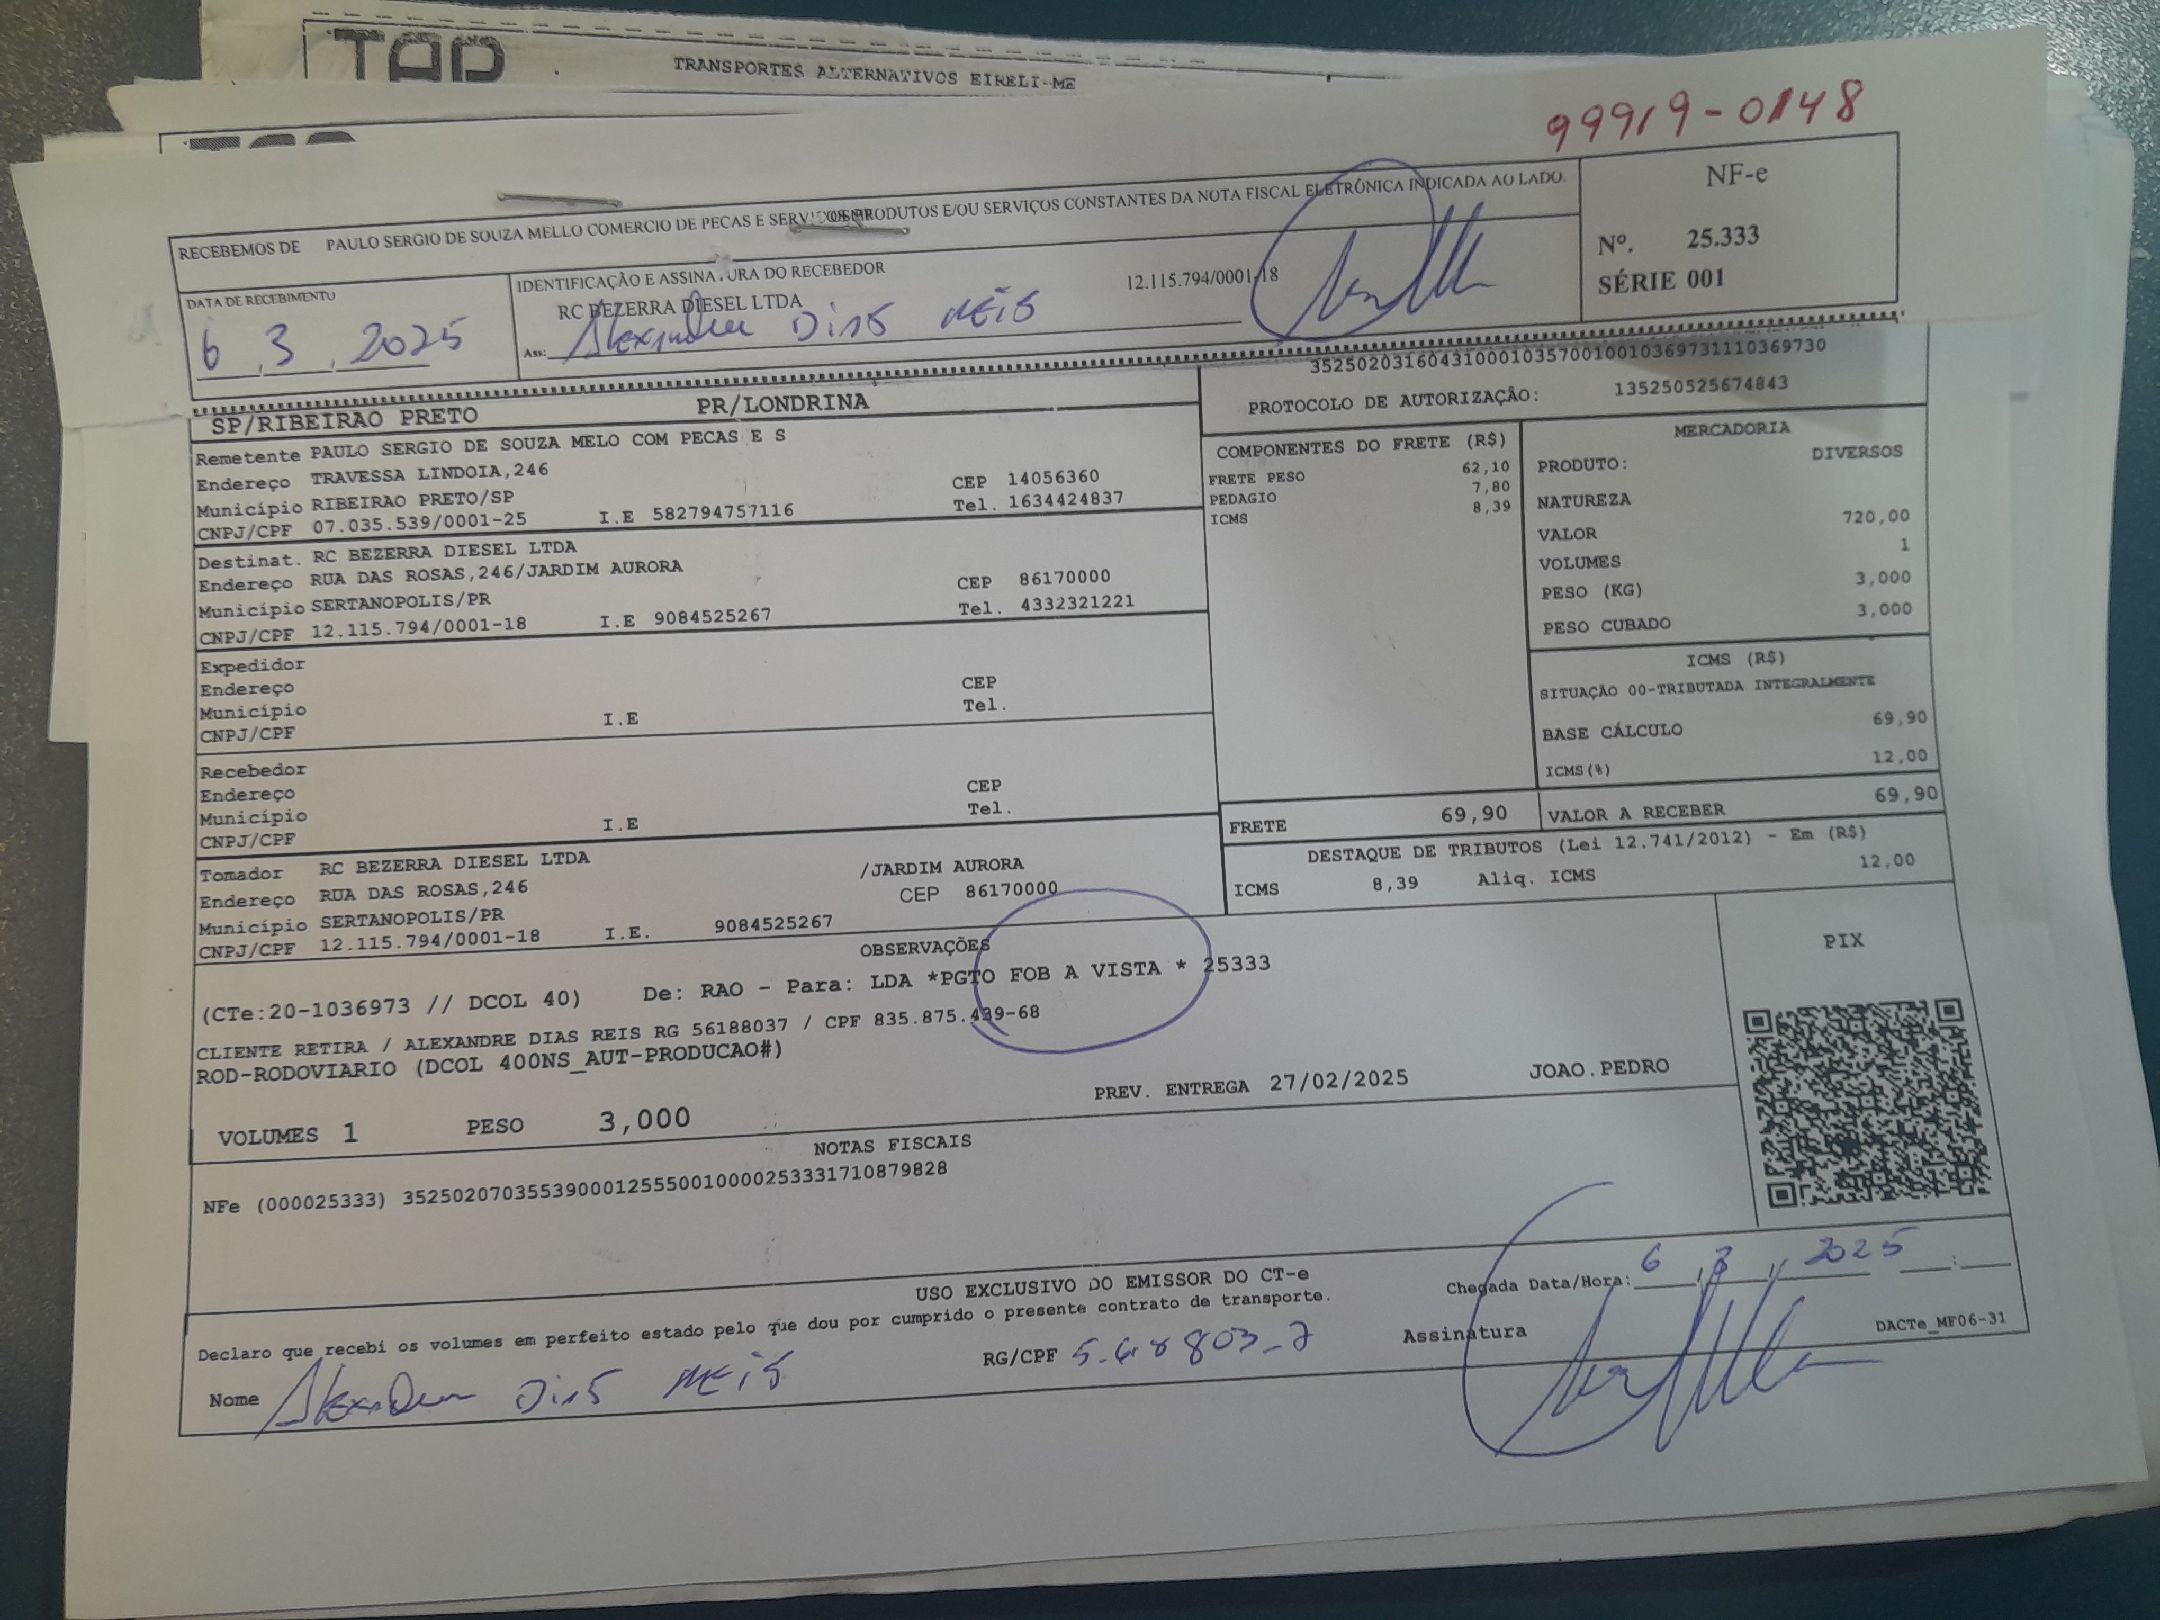 TRANSPORTES ALTERNATIVOS EIRELI-ME
99919-0148
RECEBEMOS DE PAULO SERGIO DE SOUZA MELLO COMERCIO DE PECAS E PRODUTOS E/OU SERVIÇOS CONSTANTES DA NOTA FISCAL ELETRÔNICA INDICADA AO LADO.
NF-e
Nº. 25.333
SÉRIE 001
DATA DE RECEBIMENTO
6 3 2025
IDENTIFICAÇÃO E ASSINATURA DO RECEBEDOR
RC BEZERRA DIESEL LTDA 12.115.794/0001-18
Ass: Alexandre Dias Reis
35250203160431000103570010010369731110369730
PROTOCOLO DE AUTORIZAÇÂO: 135250525674843
SP/RIBEIRAO PRETO PR/LONDRINA
Remetente PAULO SERGIO DE SOUZA MELO COM PECAS E S
Endereço TRAVESSA LINDOIA,246 CEP 14056360
Município RIBEIRAO PRETO/SP Tel. 1634424837
CNPJ/CPF 07.035.539/0001-25 I.E 582794757116
Destinat. RC BEZERRA DIESEL LTDA
Endereço RUA DAS ROSAS,246/JARDIM AURORA CEP 86170000
Município SERTANOPOLIS/PR Tel. 4332321221
CNPJ/CPF 12.115.794/0001-18 I.E 9084525267
Expedidor
Endereço CEP
Município I.E Tel.
CNPJ/CPF
Recebedor
Endereço CEP
Município I.E Tel.
CNPJ/CPF
Tomador RC BEZERRA DIESEL LTDA /JARDIM AURORA
Endereço RUA DAS ROSAS,246 CEP 86170000
Município SERTANOPOLIS/PR
CNPJ/CPF 12.115.794/0001-18 I.E. 9084525267
COMPONENTES DO FRETE (R$)
FRETE PESO 62,10
PEDAGIO 7,80
ICMS 8,39
MERCADORIA
PRODUTO: DIVERSOS
NATUREZA
VALOR 720,00
VOLUMES 1
PESO (KG) 3,000
PESO CUBADO 3,000
ICMS (R$)
SITUAÇÃO 00-TRIBUTADA INTEGRALMENTE
BASE CÁLCULO 69,90
ICMS(%) 12,00
FRETE 69,90 VALOR A RECEBER 69,90
DESTAQUE DE TRIBUTOS (Lei 12.741/2012) - Em (R$)
ICMS 8,39 Aliq. ICMS 12,00
OBSERVAÇÕES
(CTe:20-1036973 // DCOL 40) De: RAO - Para: LDA *PGTO FOB A VISTA * 25333
CLIENTE RETIRA / ALEXANDRE DIAS REIS RG 56188037 / CPF 835.875.439-68
ROD-RODOVIARIO (DCOL 400NS_AUT-PRODUCAO#)
PREV. ENTREGA 27/02/2025 JOAO.PEDRO
VOLUMES 1 PESO 3,000
PIX
NOTAS FISCAIS
NFe (000025333) 35250207035539000125550010000253331710879828
USO EXCLUSIVO DO EMISSOR DO CT-e
Declaro que recebi os volumes em perfeito estado pelo que dou por cumprido o presente contrato de transporte.
Chegada Data/Hora: 6 3 2025
Nome Alexandre Dias Reis RG/CPF Assinatura
DACTe_MF06-31